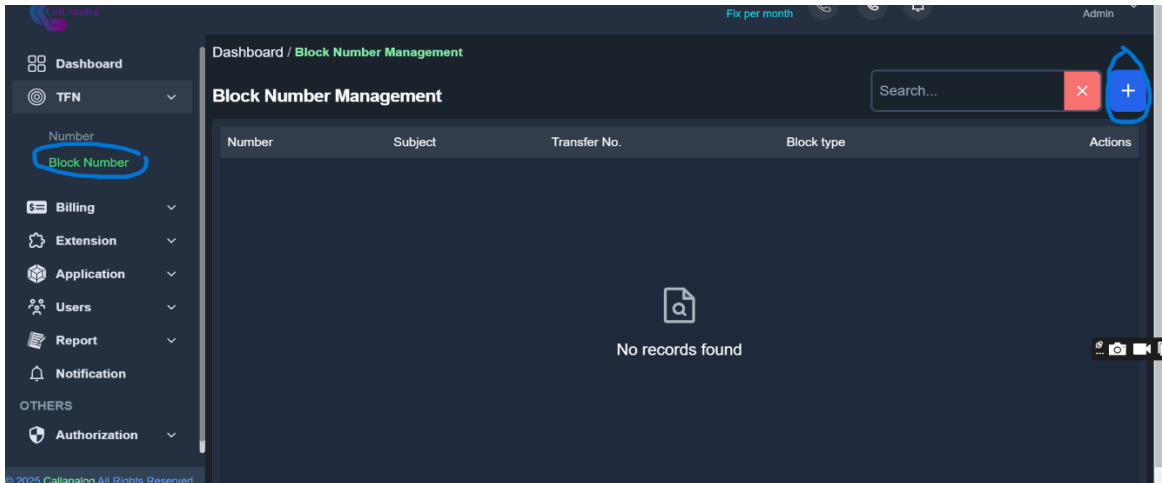 Call Analog
Fix per month
Admin
Dashboard / Block Number Management
Dashboard
TFN
Block Number Management
Search...
Number
Block Number
Number Subject Transfer No. Block type Actions
Billing
Extension
Application
Users
Report
No records found
Notification
OTHERS
Authorization
© 2025 Callanalog All Rights Reserved